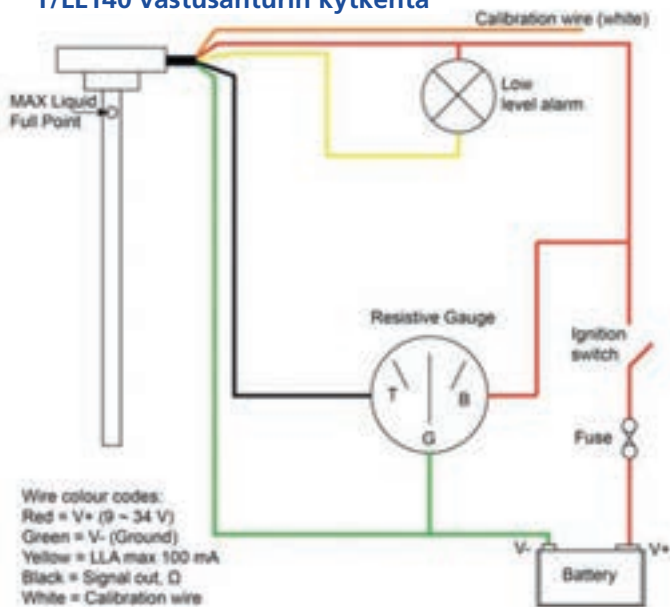 T/LL140 vastusanturin kytkentä
Calibration wire (white)
MAX Liquid
Full Point
Low
level alarm
Resistive Gauge
T
B
G
Ignition
switch
Fuse
Wire colour codes:
Red = V+ (9 ~ 34 V)
Green = V- (Ground)
Yellow = LLA max 100 mA
Black = Signal out, Ω
White = Calibration wire
V-
V+
Battery